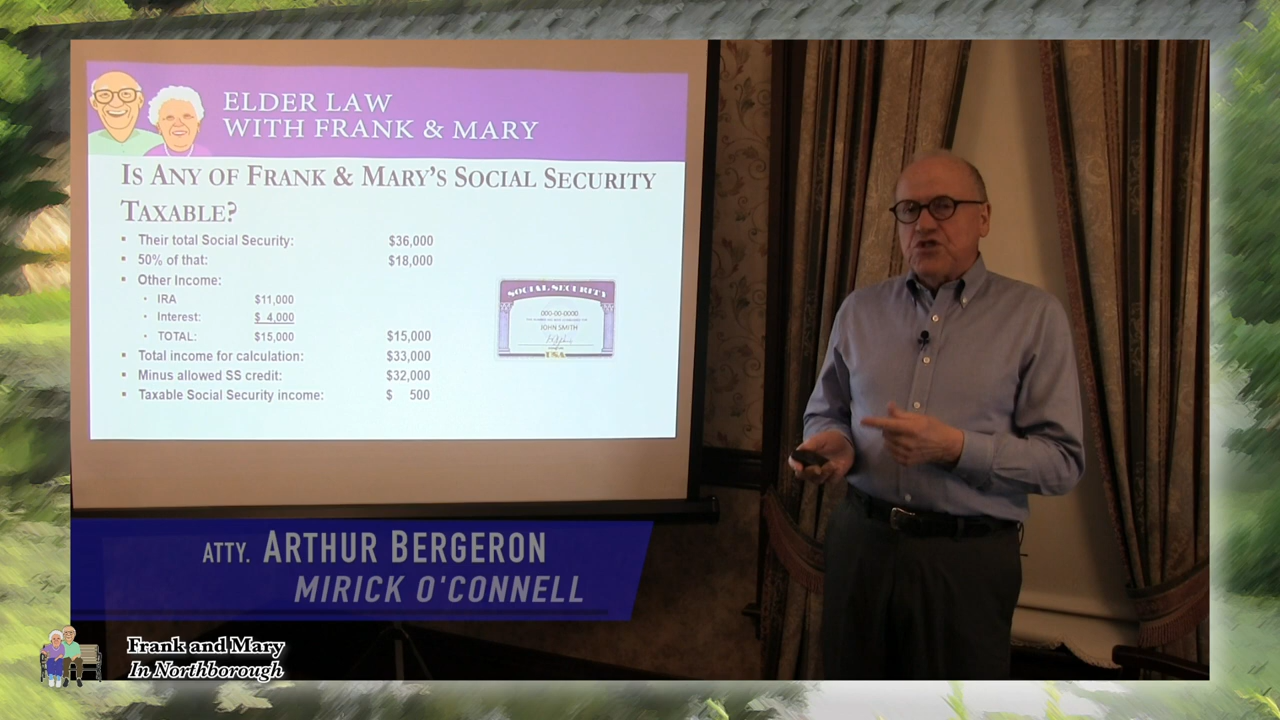 ELDER LAW
WITH FRANK & MARY
IS ANY OF FRANK & MARY'S SOCIAL SECURITY
TAXABLE?
▪ Their total Social Security: $36,000
▪ 50% of that: $18,000
▪ Other Income:
• IRA $11,000
• Interest: $ 4,000
• TOTAL: $15,000 $15,000
▪ Total income for calculation: $33,000
▪ Minus allowed SS credit: $32,000
▪ Taxable Social Security income: $ 500
SOCIAL SECURITY
000-00-0000
JOHN SMITH
USA
ATTY. ARTHUR BERGERON
MIRICK O'CONNELL
Frank and Mary
In Northborough